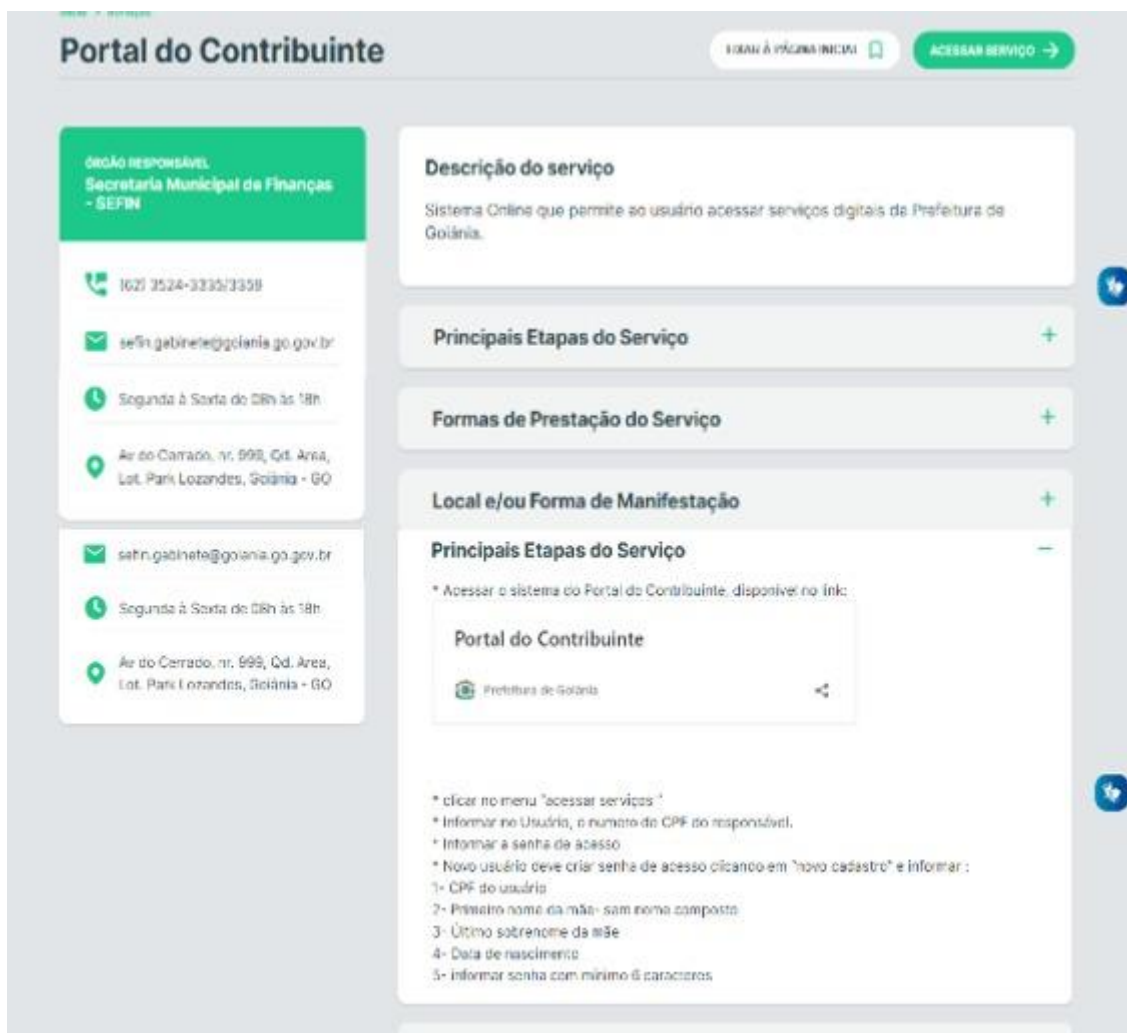 Portal do Contribuinte
FIXAR À PÁGINA INICIAL
ACESSAR SERVIÇO
ÓRGÃO RESPONSÁVEL
Secretaria Municipal de Finanças
- SEFIN
(62) 3524-3335/3359
sefin.gabinete@goiania.go.gov.br
Segunda à Sexta de 08h às 18h
Av do Cerrado, nr. 999, Qd. Area,
Lot. Park Lozandes, Goiânia - GO
sefin.gabinete@goiania.go.gov.br
Segunda à Sexta de 08h às 18h
Av do Cerrado, nr. 999, Qd. Area,
Lot. Park Lozandes, Goiânia - GO
Descrição do serviço
Sistema Online que permite ao usuário acessar serviços digitais da Prefeitura de
Goiânia.
Principais Etapas do Serviço
Formas de Prestação do Serviço
Local e/ou Forma de Manifestação
Principais Etapas do Serviço
* Acessar o sistema do Portal do Contribuinte, disponível no link:
Portal do Contribuinte
Prefeitura de Goiânia
* clicar no menu "acessar serviços "
* Informar no Usuário, o numero do CPF do responsável.
* Informar a senha de acesso
* Novo usuário deve criar senha de acesso clicando em "novo cadastro" e informar :
1- CPF do usuário
2- Primeiro nome da mãe- sem nome composto
3- Último sobrenome da mãe
4- Data de nascimento
5- informar senha com mínimo 6 caracteres